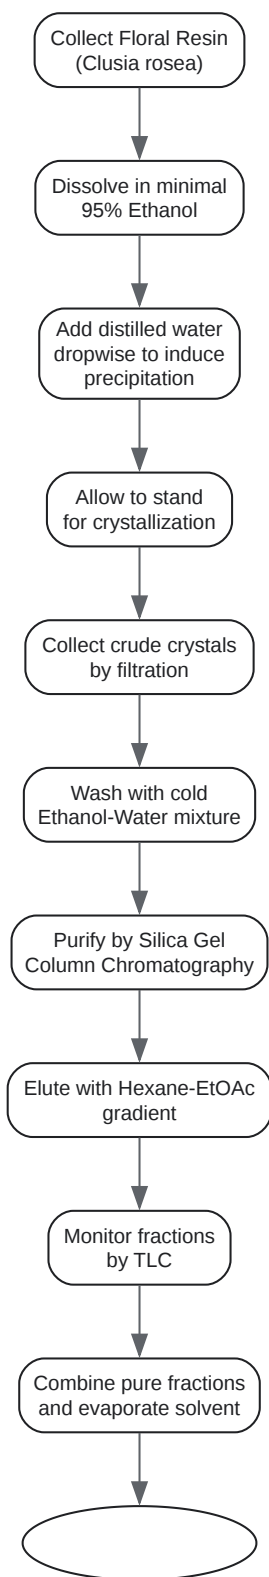 Collect Floral Resin
(Clusia rosea)
Dissolve in minimal
95% Ethanol
Add distilled water
dropwise to induce
precipitation
Allow to stand
for crystallization
Collect crude crystals
by filtration
Wash with cold
Ethanol-Water mixture
Purify by Silica Gel
Column Chromatography
Elute with Hexane-EtOAc
gradient
Monitor fractions
by TLC
Combine pure fractions
and evaporate solvent